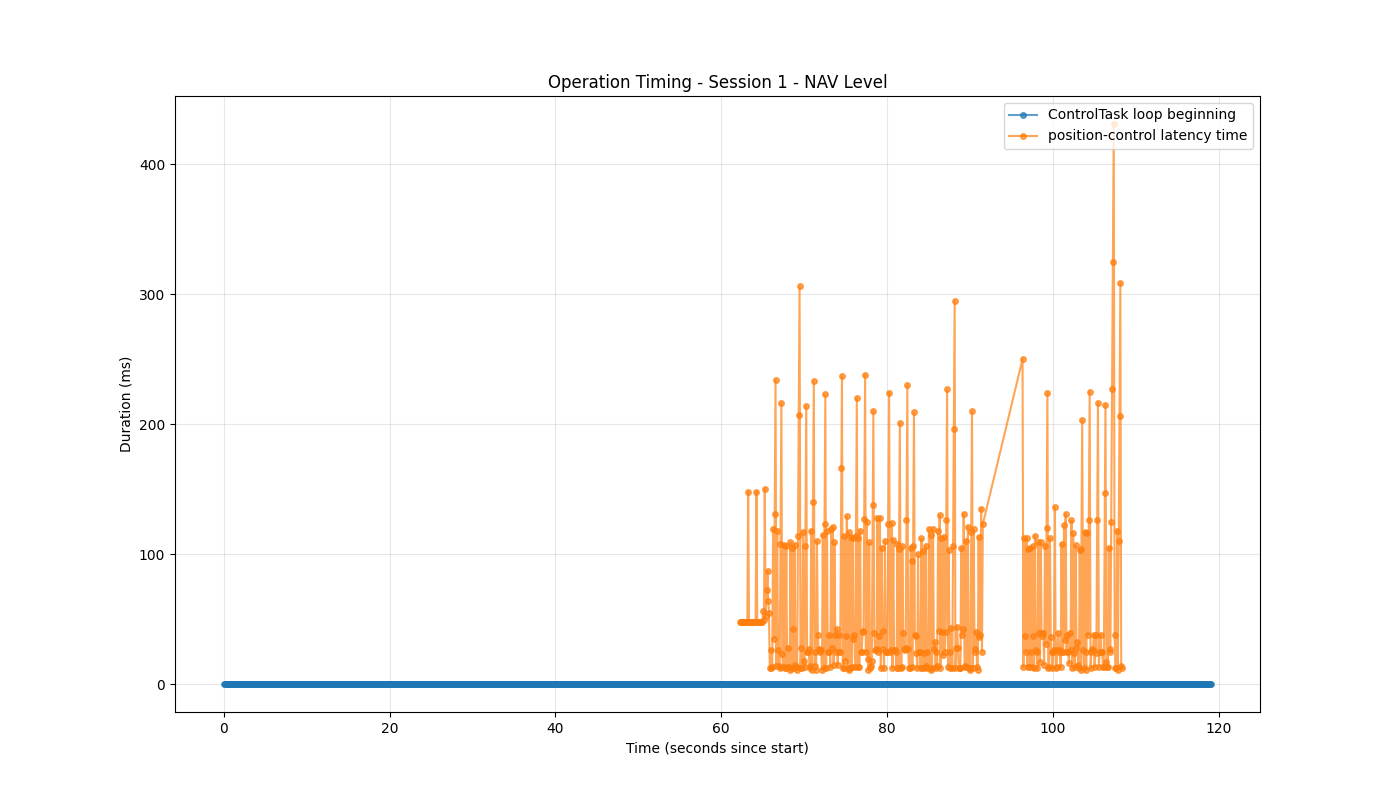 Operation Timing - Session 1 - NAV Level
ControlTask loop beginning
position-control latency time
Duration (ms)
400
300
200
100
0
0 20 40 60 80 100 120
Time (seconds since start)